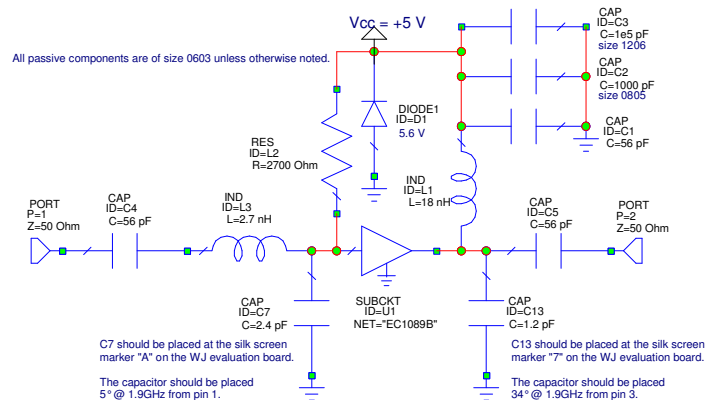 Vcc = +5 V
CAP
ID=C3
C=1e5 pF
size 1206
All passive components are of size 0603 unless otherwise noted.
CAP
ID=C2
C=1000 pF
size 0805
DIODE1
ID=D1
5.6 V
CAP
ID=C1
C=56 pF
RES
ID=L2
R=2700 Ohm
IND
ID=L1
L=18 nH
PORT
P=1
Z=50 Ohm
CAP
ID=C4
C=56 pF
IND
ID=L3
L=2.7 nH
CAP
ID=C5
C=56 pF
PORT
P=2
Z=50 Ohm
CAP
ID=C7
C=2.4 pF
SUBCKT
ID=U1
NET="EC1089B"
CAP
ID=C13
C=1.2 pF
C7 should be placed at the silk screen
marker "A" on the WJ evaluation board.
The capacitor should be placed
5° @ 1.9GHz from pin 1.
C13 should be placed at the silk screen
marker "7" on the WJ evaluation board.
The capacitor should be placed
34° @ 1.9GHz from pin 3.